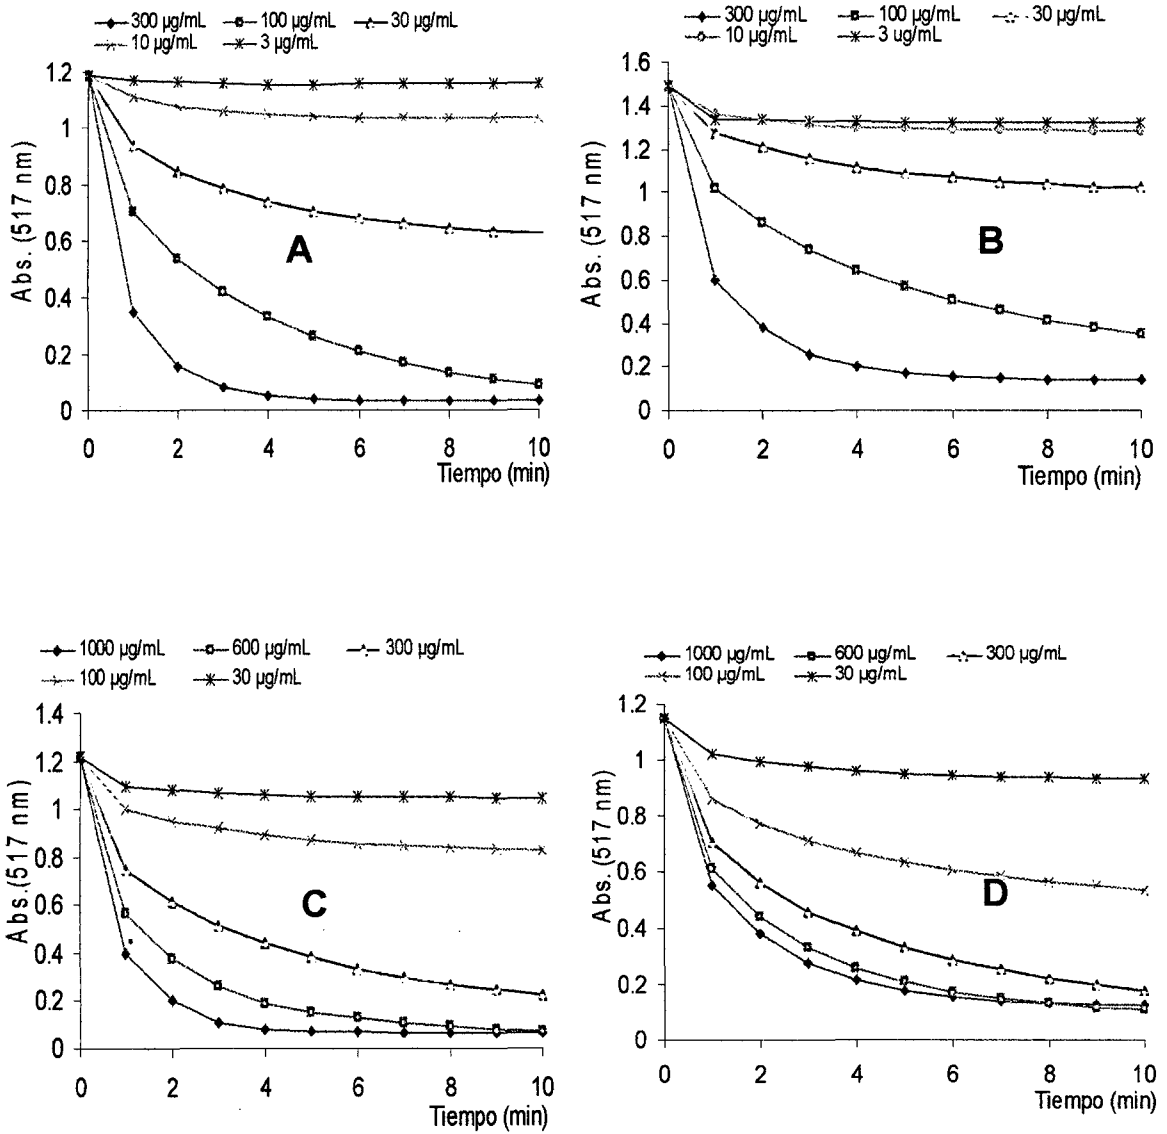 300 µg/mL 100 µg/mL 30 µg/mL
10 µg/mL 3 µg/mL
1.2
1
0.8
0.6
0.4
0.2
0
Abs. (517 nm)
A
0 2 4 6 8 10
Tiempo (min)
300 µg/mL 100 µg/mL 30 µg/mL
10 µg/mL 3 ug/mL
1.6
1.4
1.2
1
0.8
0.6
0.4
0.2
0
Abs. (517 nm)
B
0 2 4 6 8 10
Tiempo (min)
1000 µg/mL 600 µg/mL 300 µg/mL
100 µg/mL 30 µg/mL
1.4
1.2
1
0.8
0.6
0.4
0.2
0
Abs.(517 nm)
C
0 2 4 6 8 10
Tiempo (min)
1000 µg/mL 600 µg/mL 300 µg/mL
100 µg/mL 30 µg/mL
1.2
1
0.8
0.6
0.4
0.2
0
Abs. (517 nm)
D
0 2 4 6 8 10
Tiempo (min)